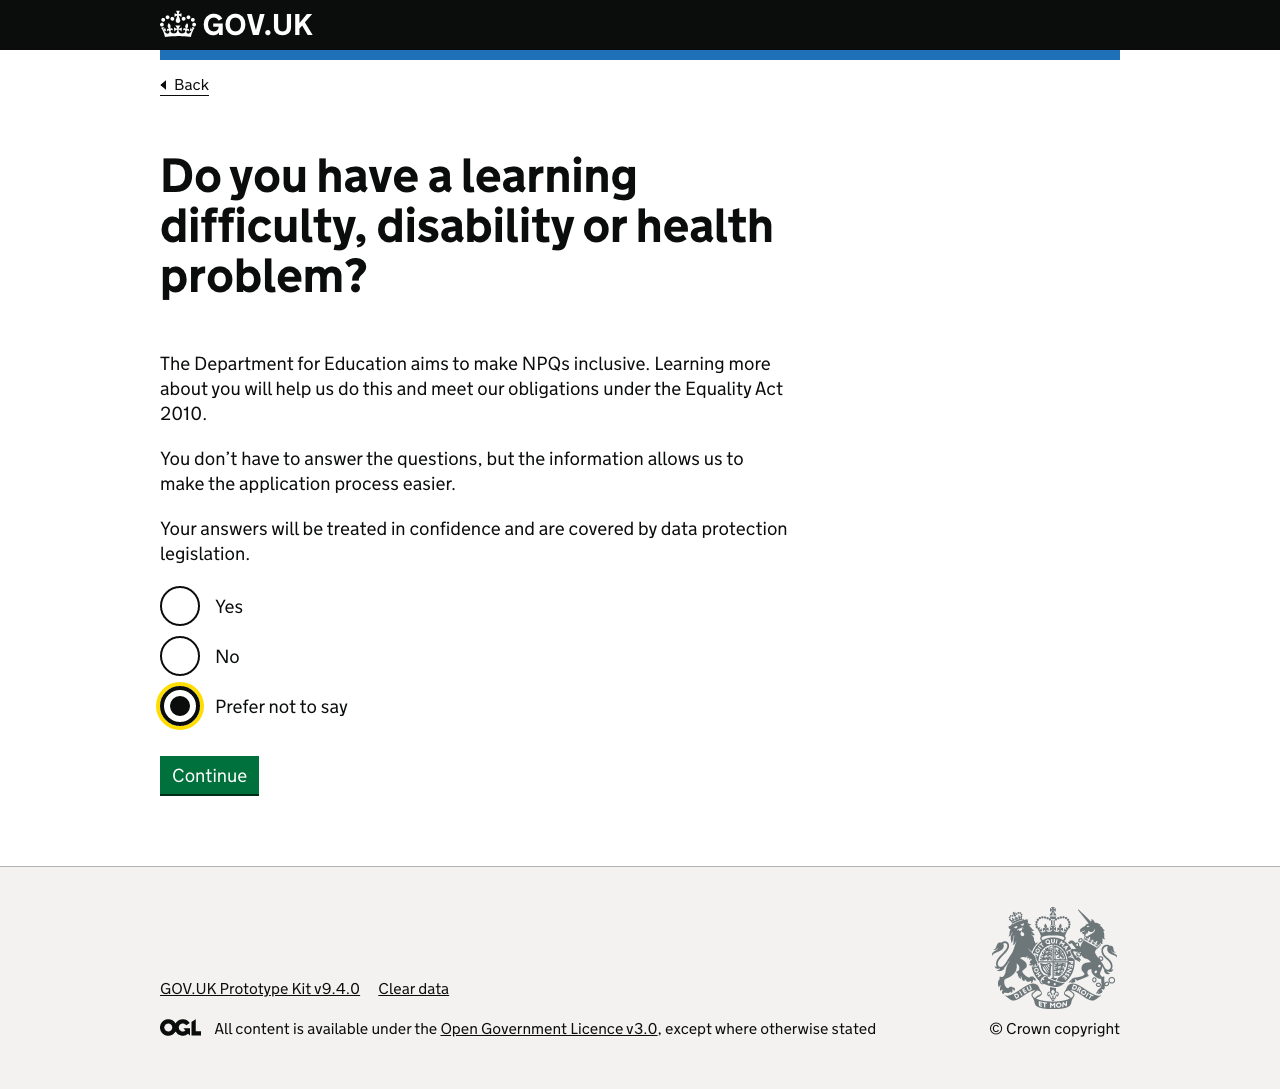 GOV.UK
Back
Do you have a learning
difficulty, disability or health
problem?
The Department for Education aims to make NPQs inclusive. Learning more
about you will help us do this and meet our obligations under the Equality Act
2010.
You don’t have to answer the questions, but the information allows us to
make the application process easier.
Your answers will be treated in confidence and are covered by data protection
legislation.
Yes
No
Prefer not to say
Continue
GOV.UK Prototype Kit v9.4.0 Clear data
OGL All content is available under the Open Government Licence v3.0, except where otherwise stated
© Crown copyright